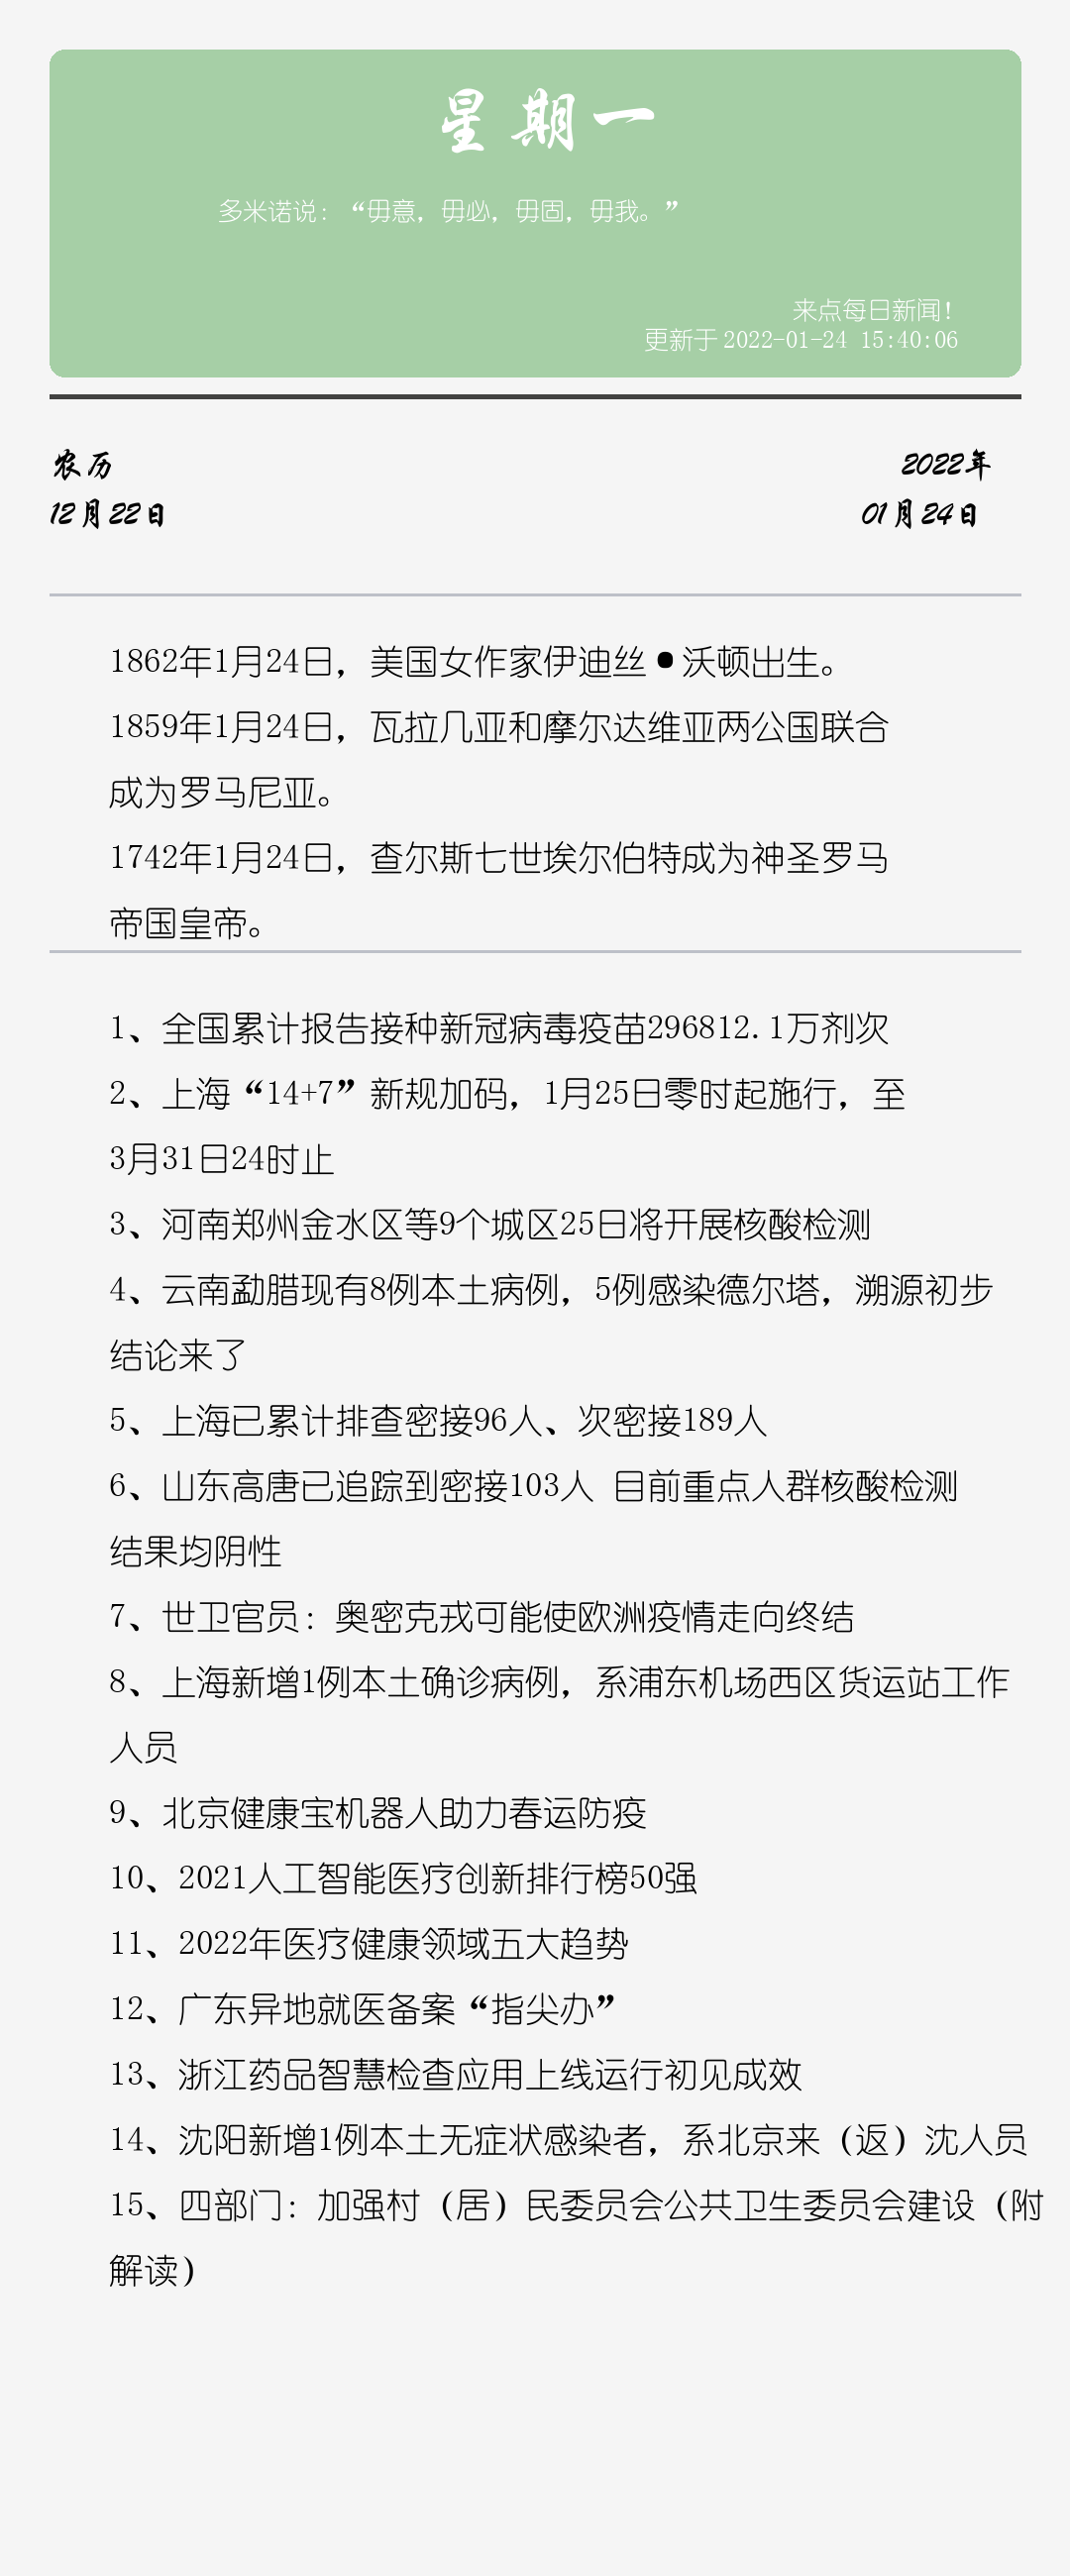 星期一
多米诺说：“毋意，毋必，毋固，毋我。”
来点每日新闻！
更新于 2022-01-24 15:40:06
农历
12月22日
2022年
01月24日
1862年1月24日，美国女作家伊迪丝•沃顿出生。
1859年1月24日，瓦拉几亚和摩尔达维亚两公国联合
成为罗马尼亚。
1742年1月24日，查尔斯七世埃尔伯特成为神圣罗马
帝国皇帝。
1、全国累计报告接种新冠病毒疫苗296812.1万剂次
2、上海“14+7”新规加码，1月25日零时起施行，至
3月31日24时止
3、河南郑州金水区等9个城区25日将开展核酸检测
4、云南勐腊现有8例本土病例，5例感染德尔塔，溯源初步
结论来了
5、上海已累计排查密接96人、次密接189人
6、山东高唐已追踪到密接103人 目前重点人群核酸检测
结果均阴性
7、世卫官员：奥密克戎可能使欧洲疫情走向终结
8、上海新增1例本土确诊病例，系浦东机场西区货运站工作
人员
9、北京健康宝机器人助力春运防疫
10、2021人工智能医疗创新排行榜50强
11、2022年医疗健康领域五大趋势
12、广东异地就医备案“指尖办”
13、浙江药品智慧检查应用上线运行初见成效
14、沈阳新增1例本土无症状感染者，系北京来（返）沈人员
15、四部门：加强村（居）民委员会公共卫生委员会建设（附
解读）